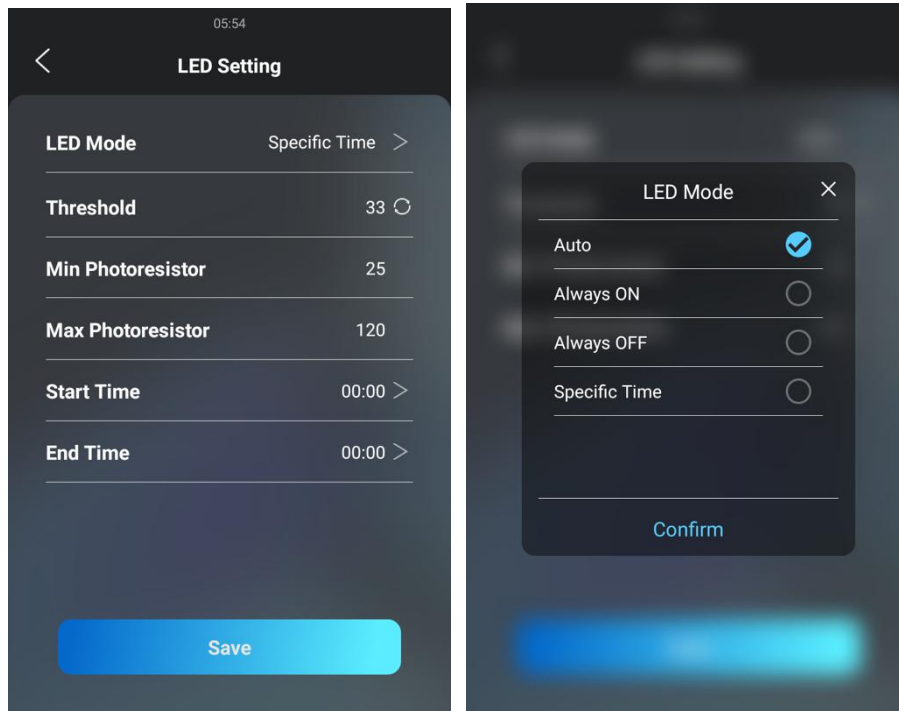 05:54
LED Setting
LED Mode Specific Time >
Threshold 33
Min Photoresistor 25
Max Photoresistor 120
Start Time 00:00 >
End Time 00:00 >
Save
LED Mode
Auto
Always ON
Always OFF
Specific Time
Confirm